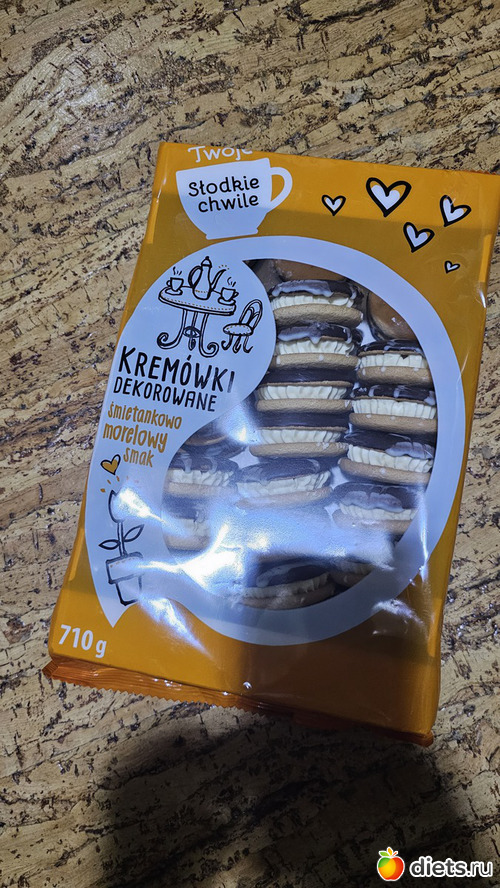 Twoje
Słodkie
chwile
KREMÓWKI
DEKOROWANE
śmietankowo
morelowy
smak
710 g
diets.ru